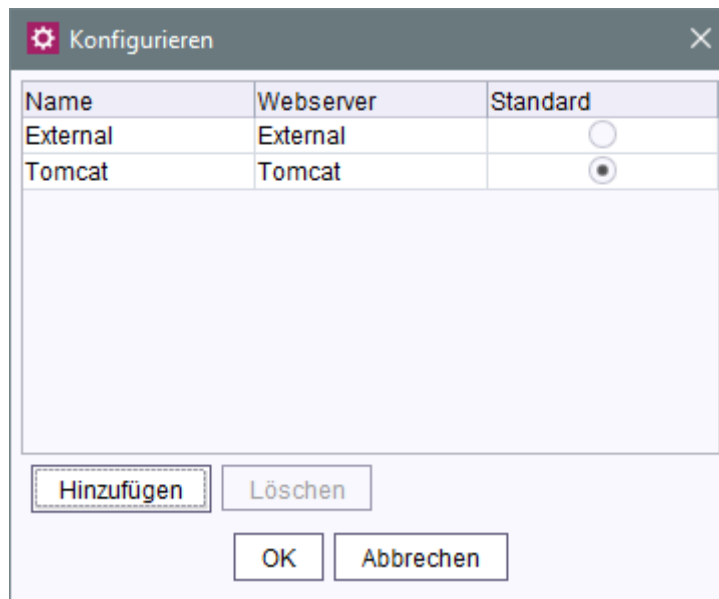 Konfigurieren
Name Webserver Standard
External External
Tomcat Tomcat
Hinzufügen Löschen
OK Abbrechen